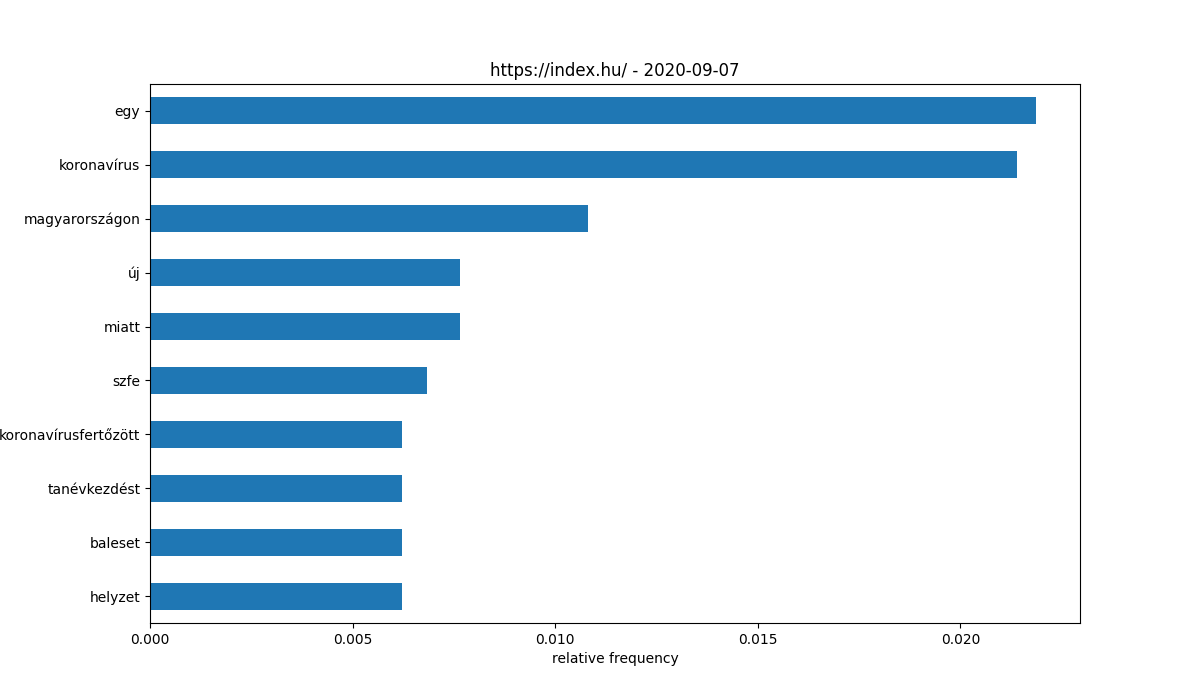 https://index.hu/ - 2020-09-07
egy
koronavírus
magyarországon
új
miatt
szfe
koronavírusfertőzött
tanévkezdést
baleset
helyzet
0.000 0.005 0.010 0.015 0.020
relative frequency